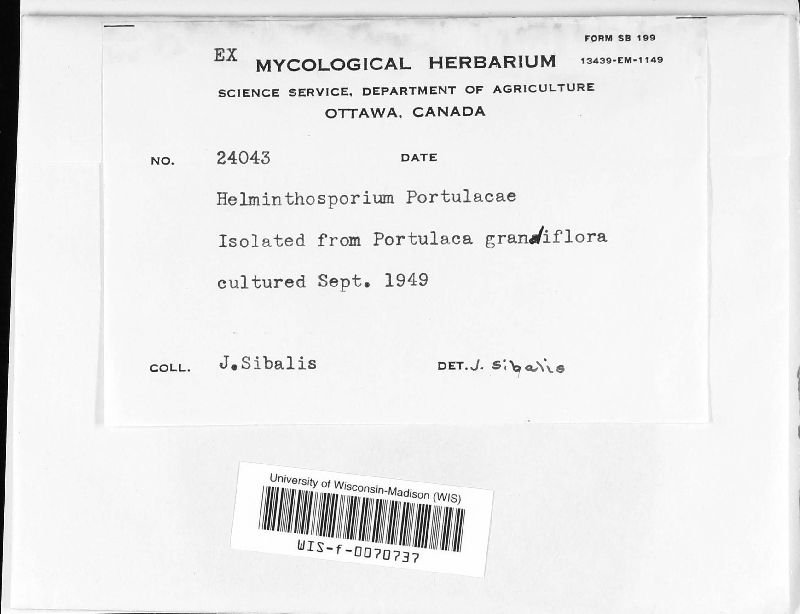 FORM SB 199
EX MYCOLOGICAL HERBARIUM 13439-EM-1149
SCIENCE SERVICE, DEPARTMENT OF AGRICULTURE
OTTAWA, CANADA
NO. 24043 DATE
Helminthosporium Portulacae
Isolated from Portulaca grandiflora
cultured Sept. 1949
COLL. J.Sibalis DET. J. Sibalis
University of Wisconsin-Madison (WIS)
WIS-f-0070737